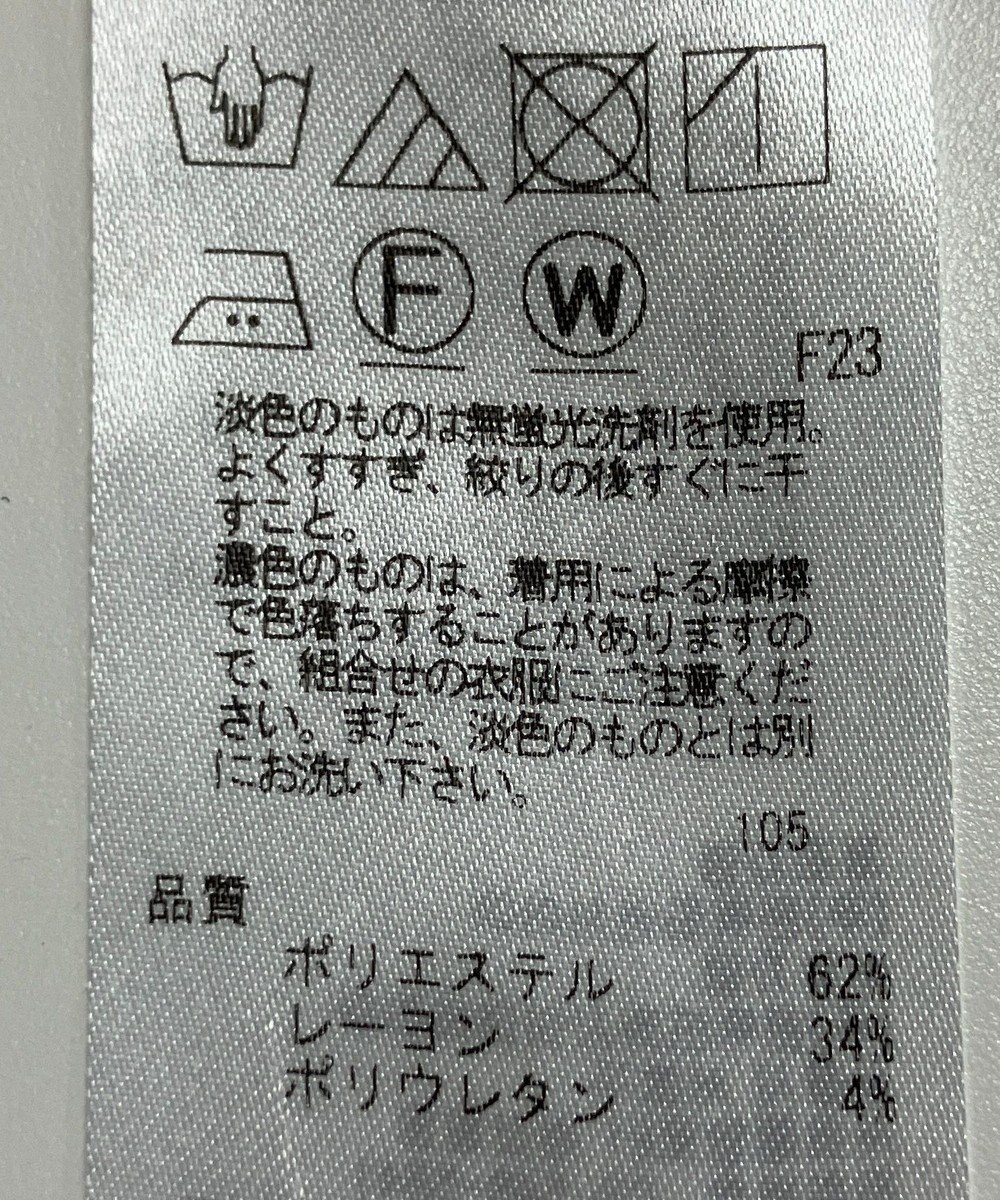 F
W
F23
淡色のものは無蛍光洗剤を使用。
よくすすぎ、絞りの後すぐに干
すこと。
濃色のものは、着用による摩擦
で色落ちすることがありますの
で、組合せの衣服にご注意くだ
さい。また、淡色のものとは別
にお洗い下さい。
105
品質
ポリエステル 62%
レーヨン 34%
ポリウレタン 4%